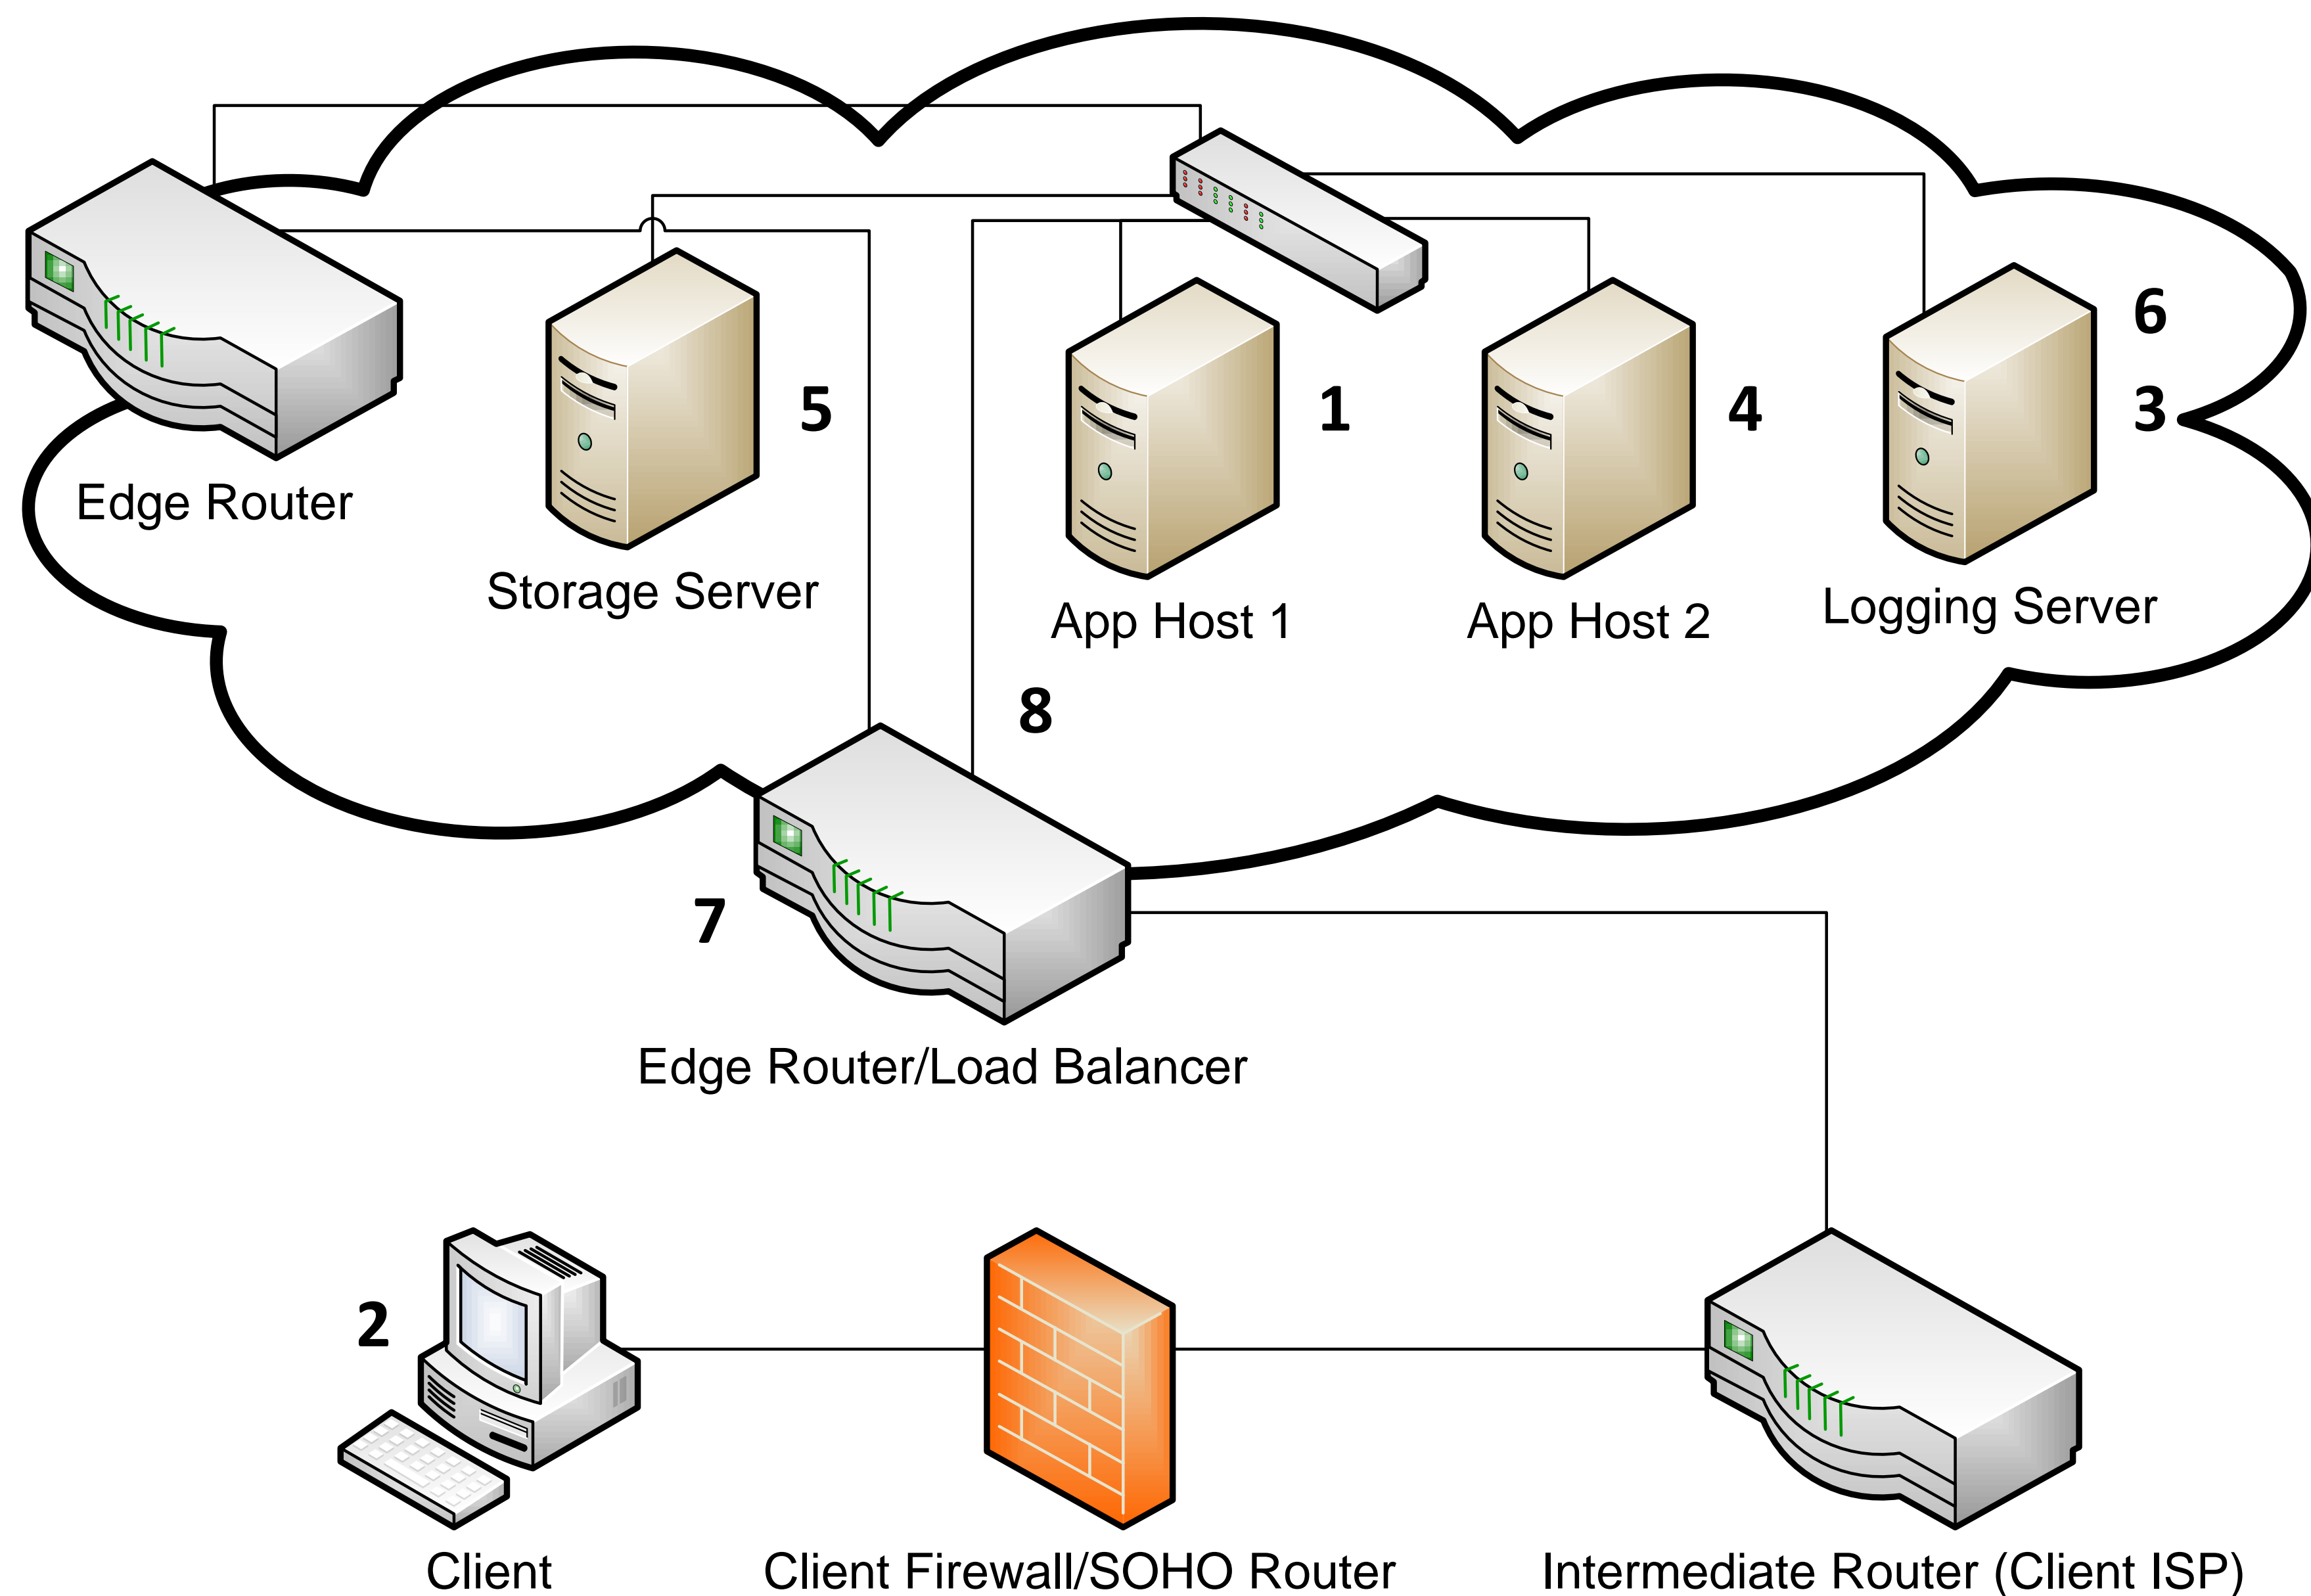 6
5
1
4
3
Edge Router
Storage Server
App Host 1
App Host 2
Logging Server
8
7
Edge Router/Load Balancer
2
Client
Client Firewall/SOHO Router
Intermediate Router (Client ISP)